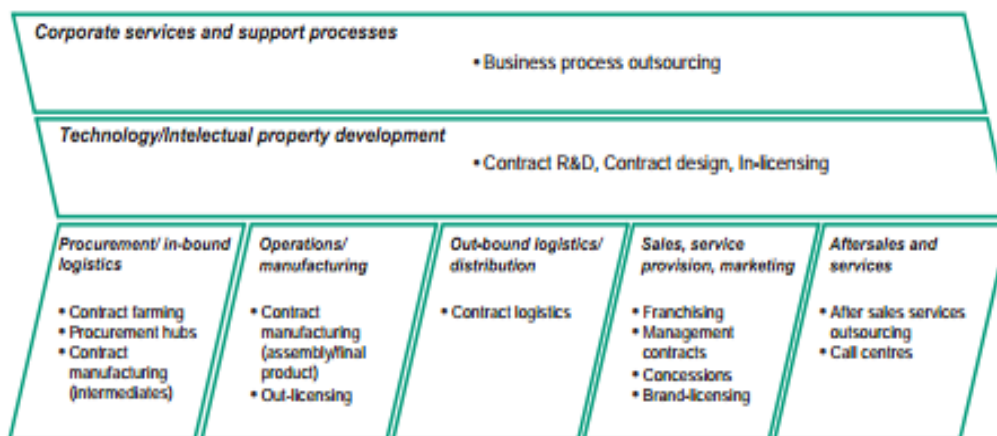 Corporate services and support processes
• Business process outsourcing
Technology/Intelectual property development
• Contract R&D, Contract design, In-licensing
Procurement/ in-bound
logistics
• Contract farming
• Procurement hubs
• Contract
manufacturing
(intermediates)
Operations/
manufacturing
• Contract
manufacturing
(assembly/final
product)
• Out-licensing
Out-bound logistics/
distribution
• Contract logistics
Sales, service
provision, marketing
• Franchising
• Management
contracts
• Concessions
• Brand-licensing
Aftersales and
services
• After sales services
outsourcing
• Call centres